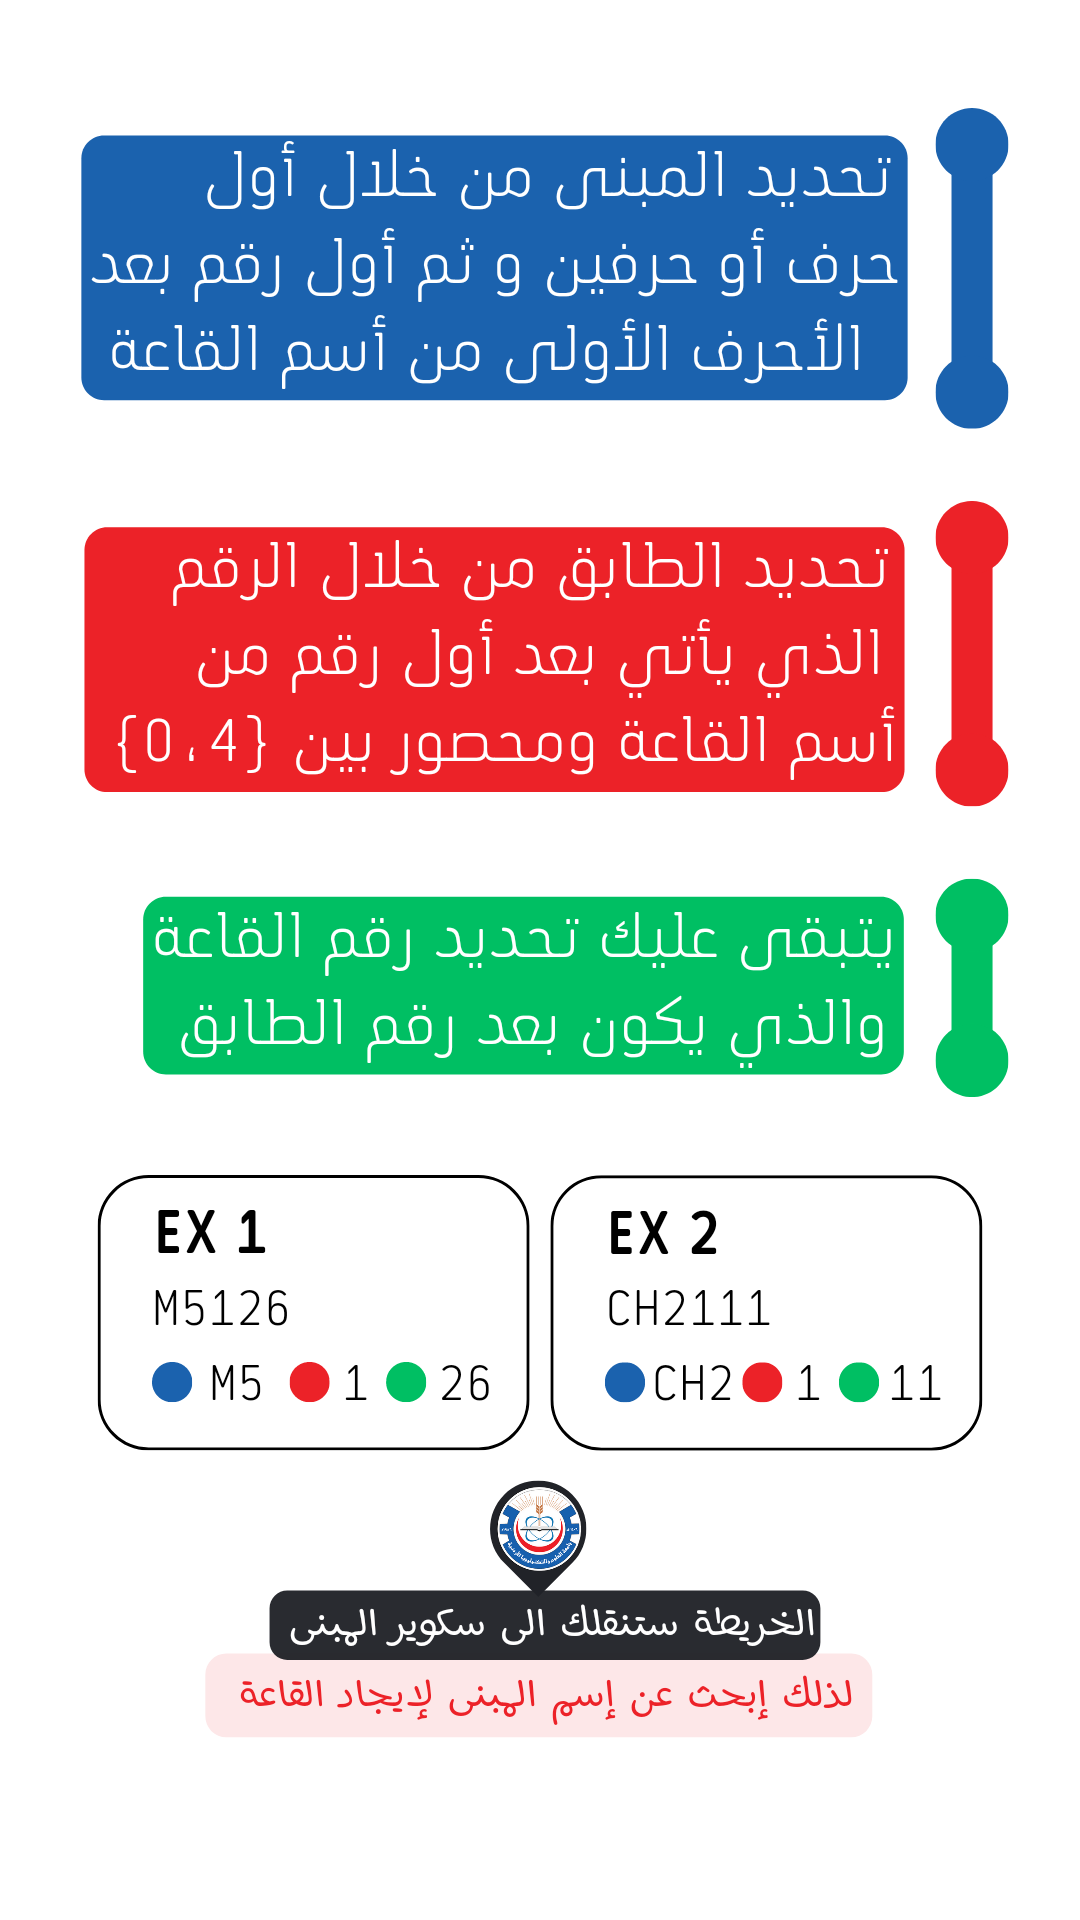 تحديد المبنى من خلال أول
حرف أو حرفين و ثم أول رقم بعد
الأحرف الأولى من أسم القاعة
تحديد الطابق من خلال الرقم
الذي يأتي بعد أول رقم من
أسم القاعة ومحصور بين {4،0}
يتبقى عليك تحديد رقم القاعة
والذي يكون بعد رقم الطابق
EX 1
M5126
M5 1 26
EX 2
CH2111
CH2 1 11
الخريطة ستنقلك الى سكوير المبنى
لذلك إبحث عن إسم المبنى لإيجاد القاعة